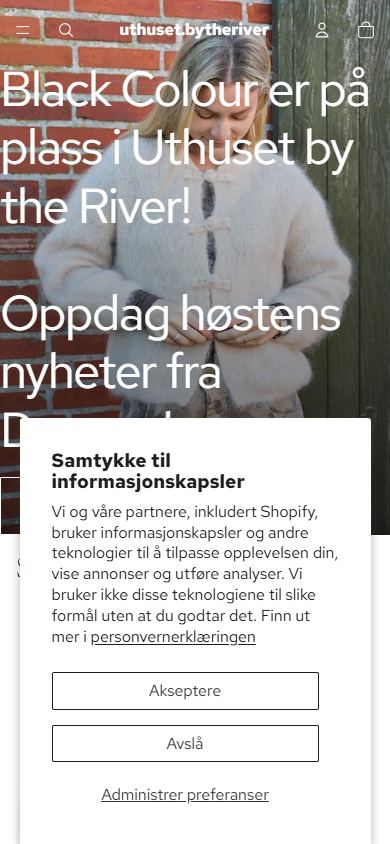 uthuset.bytheriver
Black Colour er på
plass i Uthuset by
the River!
Oppdag høstens
nyheter fra
Samtykke til
informasjonskapsler
Vi og våre partnere, inkludert Shopify,
bruker informasjonskapsler og andre
teknologier til å tilpasse opplevelsen din,
vise annonser og utføre analyser. Vi
bruker ikke disse teknologiene til slike
formål uten at du godtar det. Finn ut
mer i personvernerklæringen
Akseptere
Avslå
Administrer preferanser